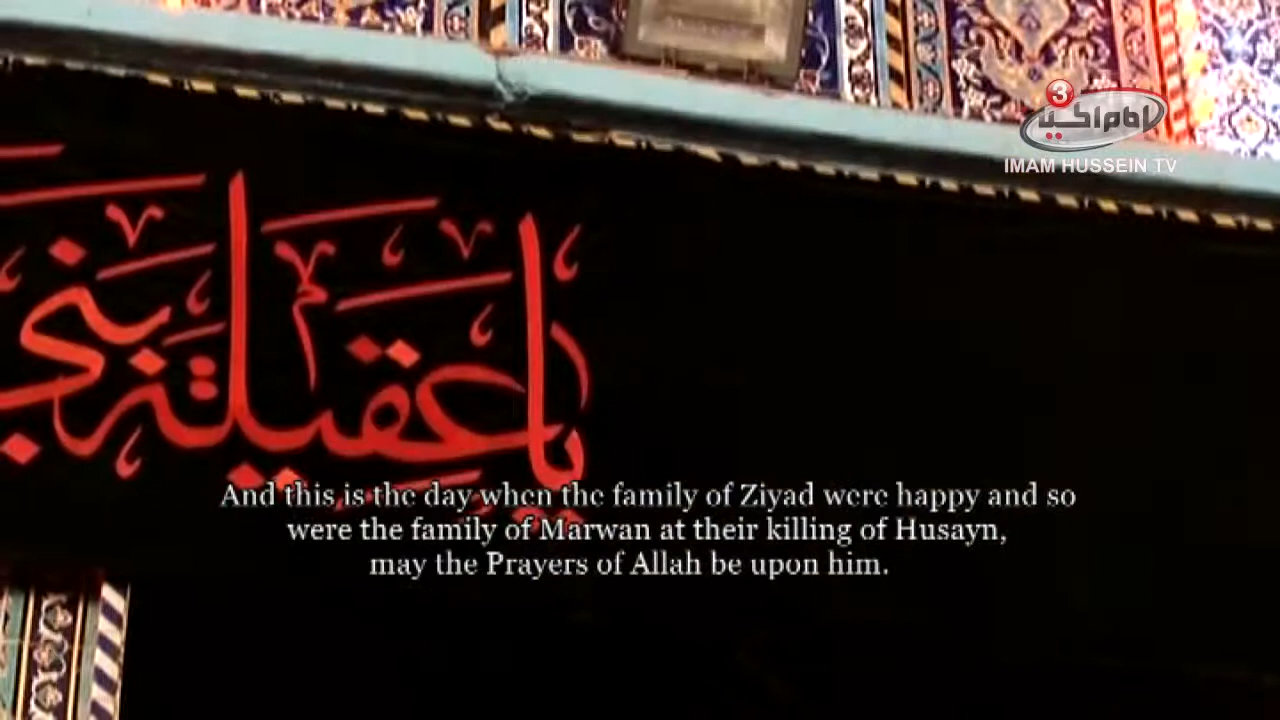 3
امام الحسين
IMAM HUSSEIN TV
يا عقيلة بني
And this is the day when the family of Ziyad were happy and so
were the family of Marwan at their killing of Husayn,
may the Prayers of Allah be upon him.